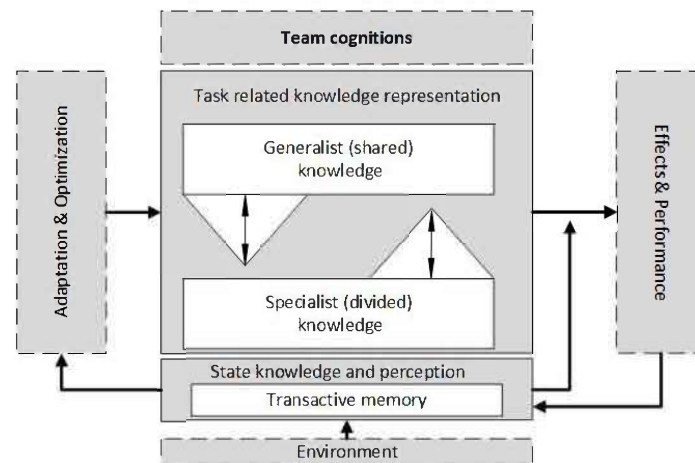 Team cognitions
Adaptation & Optimization
Task related knowledge representation
Generalist (shared)
knowledge
Specialist (divided)
knowledge
Effects & Performance
State knowledge and perception
Transactive memory
Environment